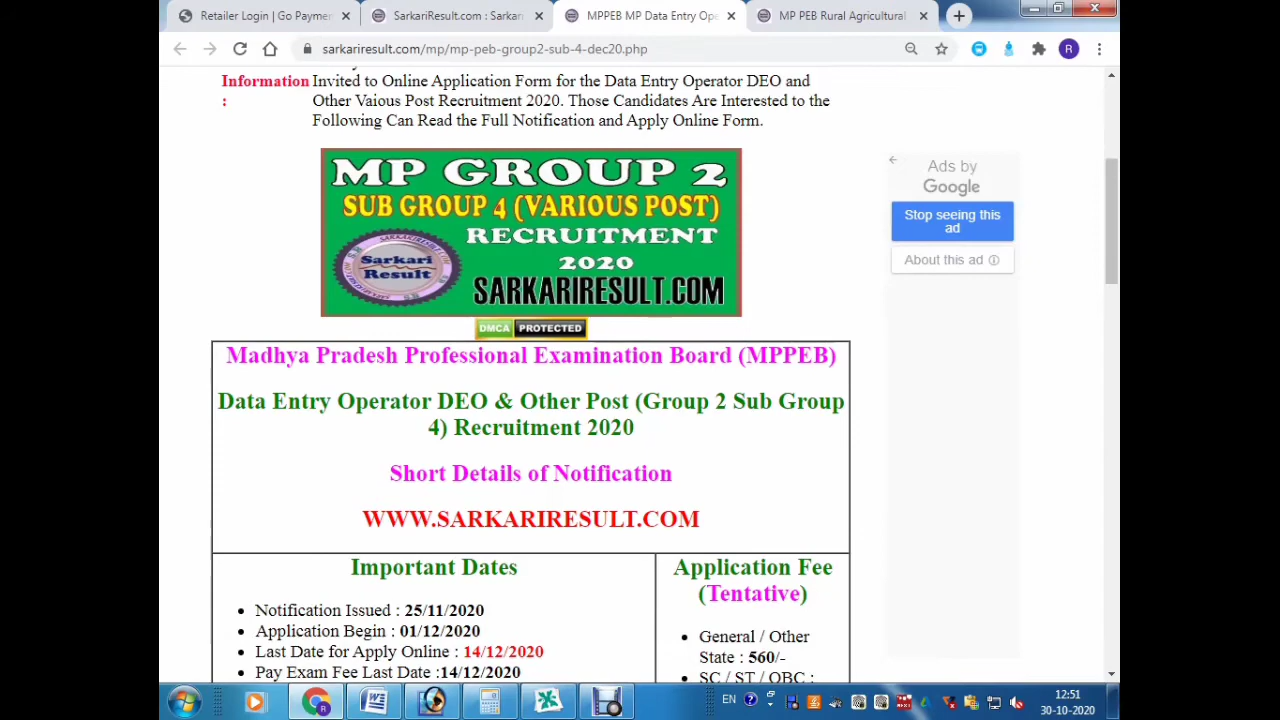 Retailer Login | Go Paymen
SarkariResult.com : Sarkar
MPPEB MP Data Entry Ope
MP PEB Rural Agricultural
sarkariresult.com/mp/mp-peb-group2-sub-4-dec20.php
R
Information Invited to Online Application Form for the Data Entry Operator DEO and
: Other Vaious Post Recruitment 2020. Those Candidates Are Interested to the
Following Can Read the Full Notification and Apply Online Form.
MP GROUP 2
SUB GROUP 4 (VARIOUS POST)
RECRUITMENT
2020
Sarkari
Result
SARKARIRESULT.COM
DMCA PROTECTED
Ads by
Google
Stop seeing this
ad
About this ad
Madhya Pradesh Professional Examination Board (MPPEB)
Data Entry Operator DEO & Other Post (Group 2 Sub Group
4) Recruitment 2020
Short Details of Notification
WWW.SARKARIRESULT.COM
Important Dates
Notification Issued : 25/11/2020
Application Begin : 01/12/2020
Last Date for Apply Online : 14/12/2020
Pay Exam Fee Last Date :14/12/2020
Application Fee
(Tentative)
General / Other
State : 560/-
SC / ST / OBC :
EN
12:51
30-10-2020